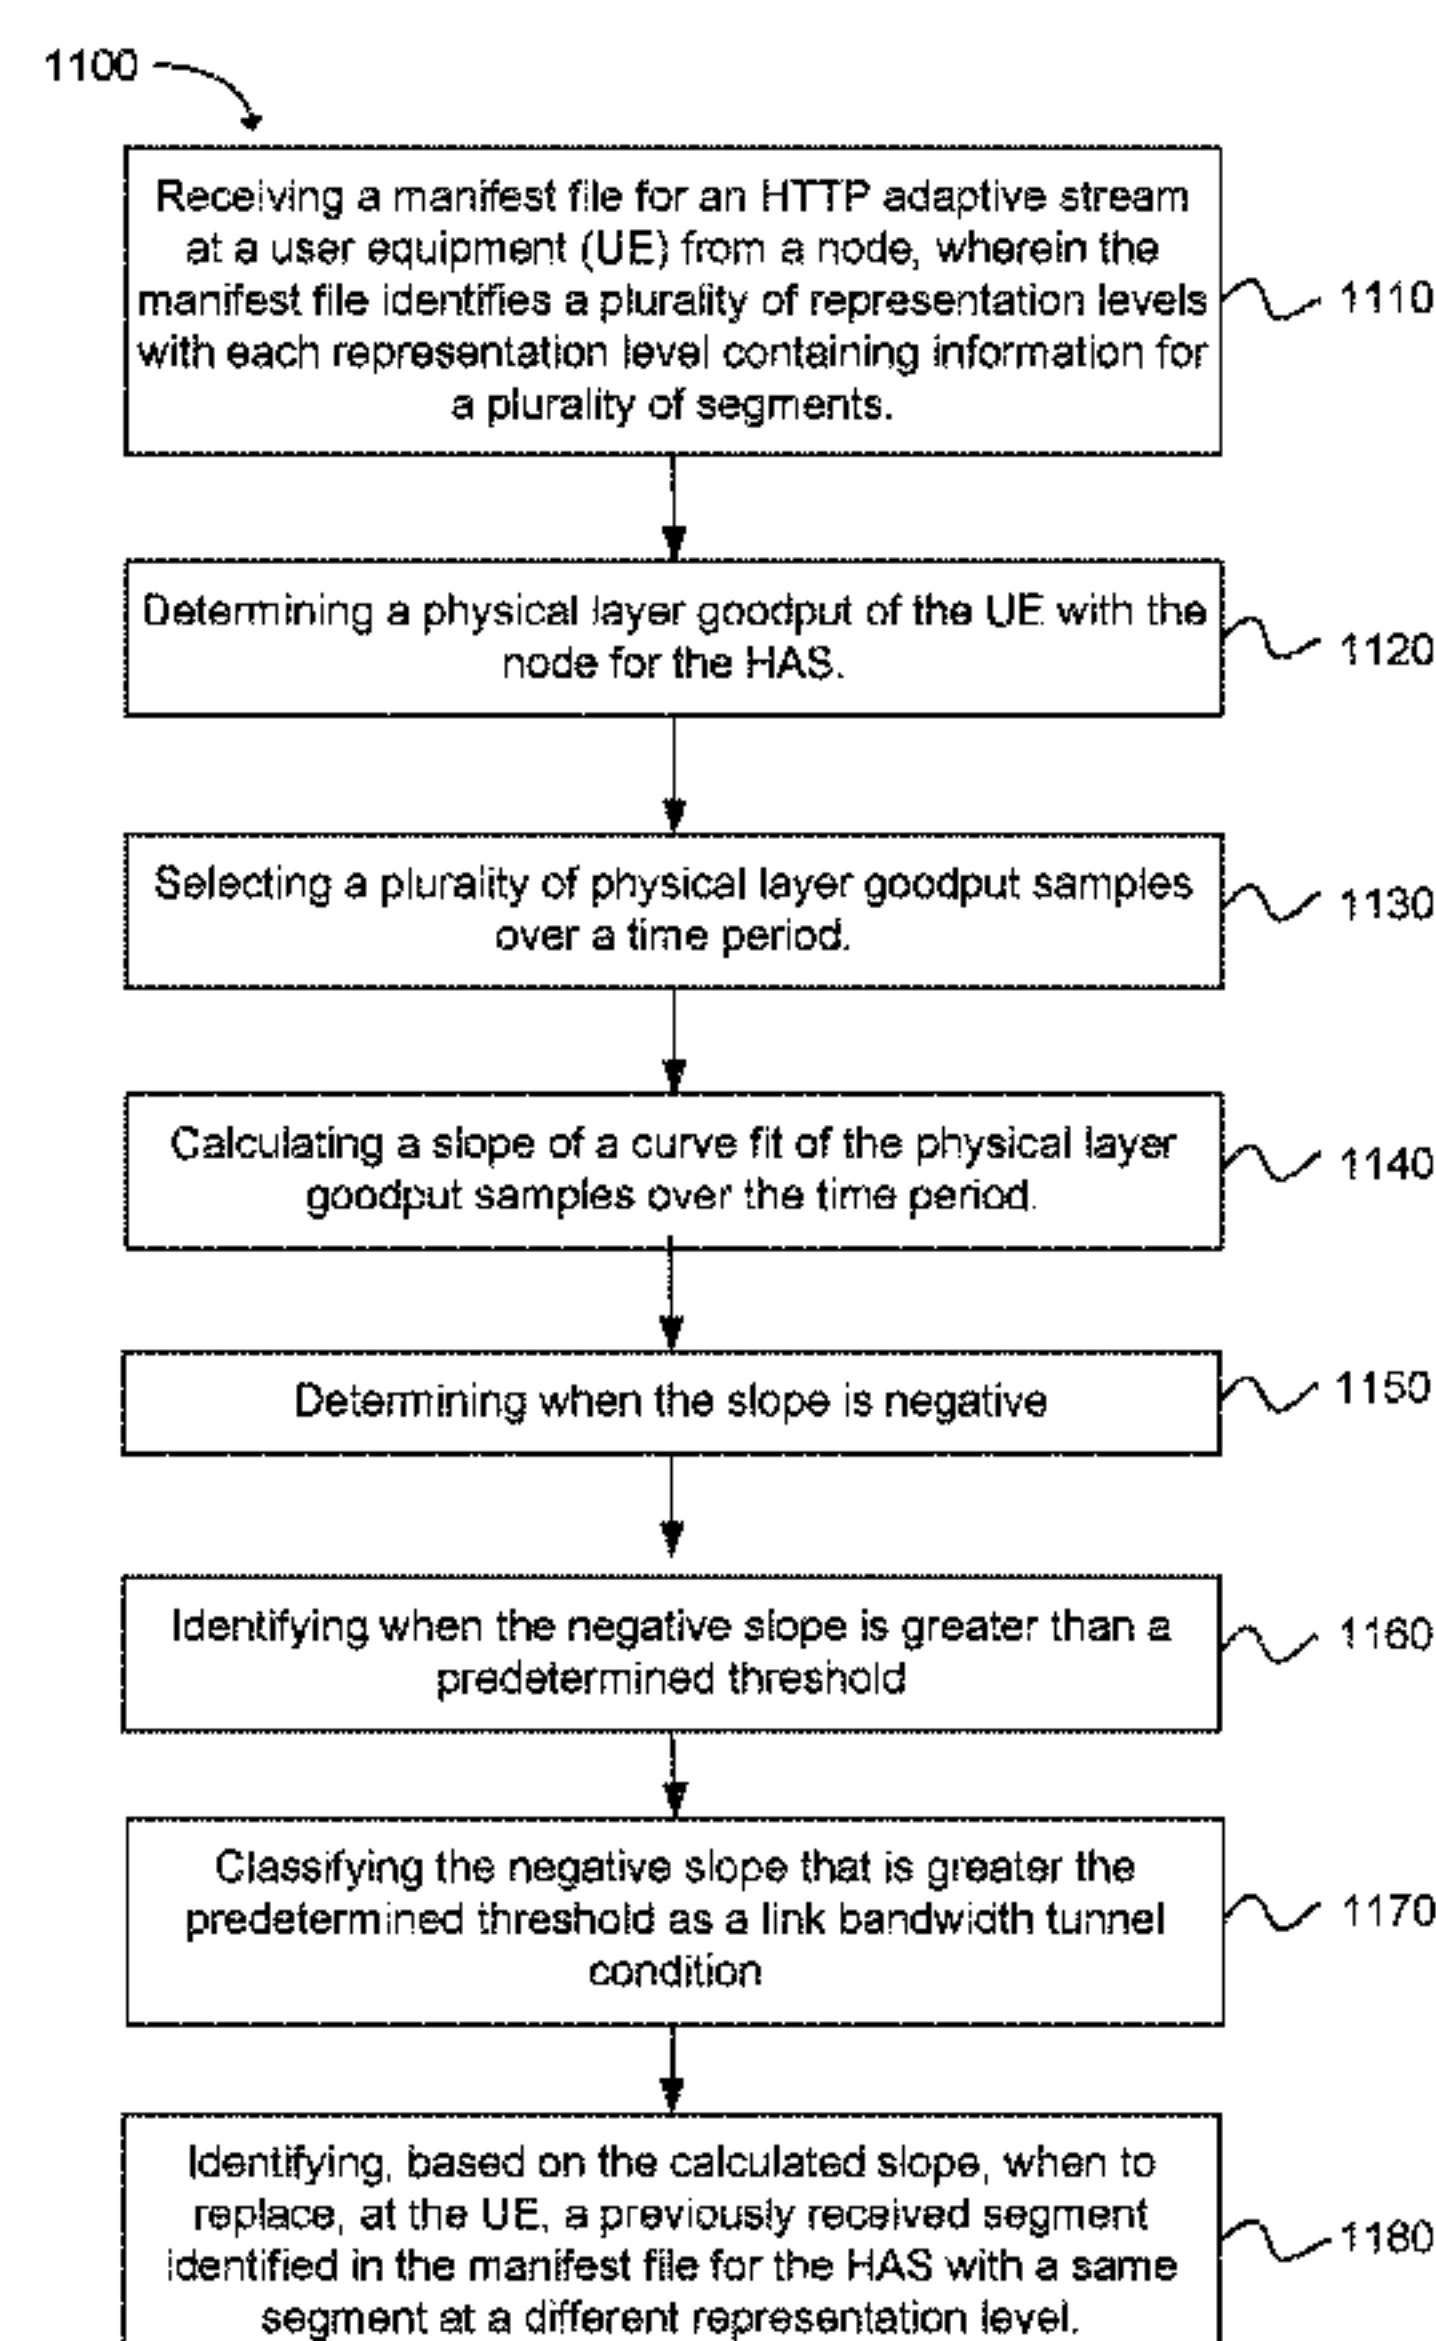 1100
Receiving a manifest file for an HTTP adaptive stream
at a user equipment (UE) from a node, wherein the
manifest file identifies a plurality of representation levels
with each representation level containing information for
a plurality of segments.
1110
Determining a physical layer goodput of the UE with the
node for the HAS.
1120
Selecting a plurality of physical layer goodput samples
over a time period.
1130
Calculating a slope of a curve fit of the physical layer
goodput samples over the time period.
1140
Determining when the slope is negative
1150
Identifying when the negative slope is greater than a
predetermined threshold
1160
Classifying the negative slope that is greater the
predetermined threshold as a link bandwidth tunnel
condition
1170
Identifying, based on the calculated slope, when to
replace, at the UE, a previously received segment
identified in the manifest file for the HAS with a same
segment at a different representation level.
1180